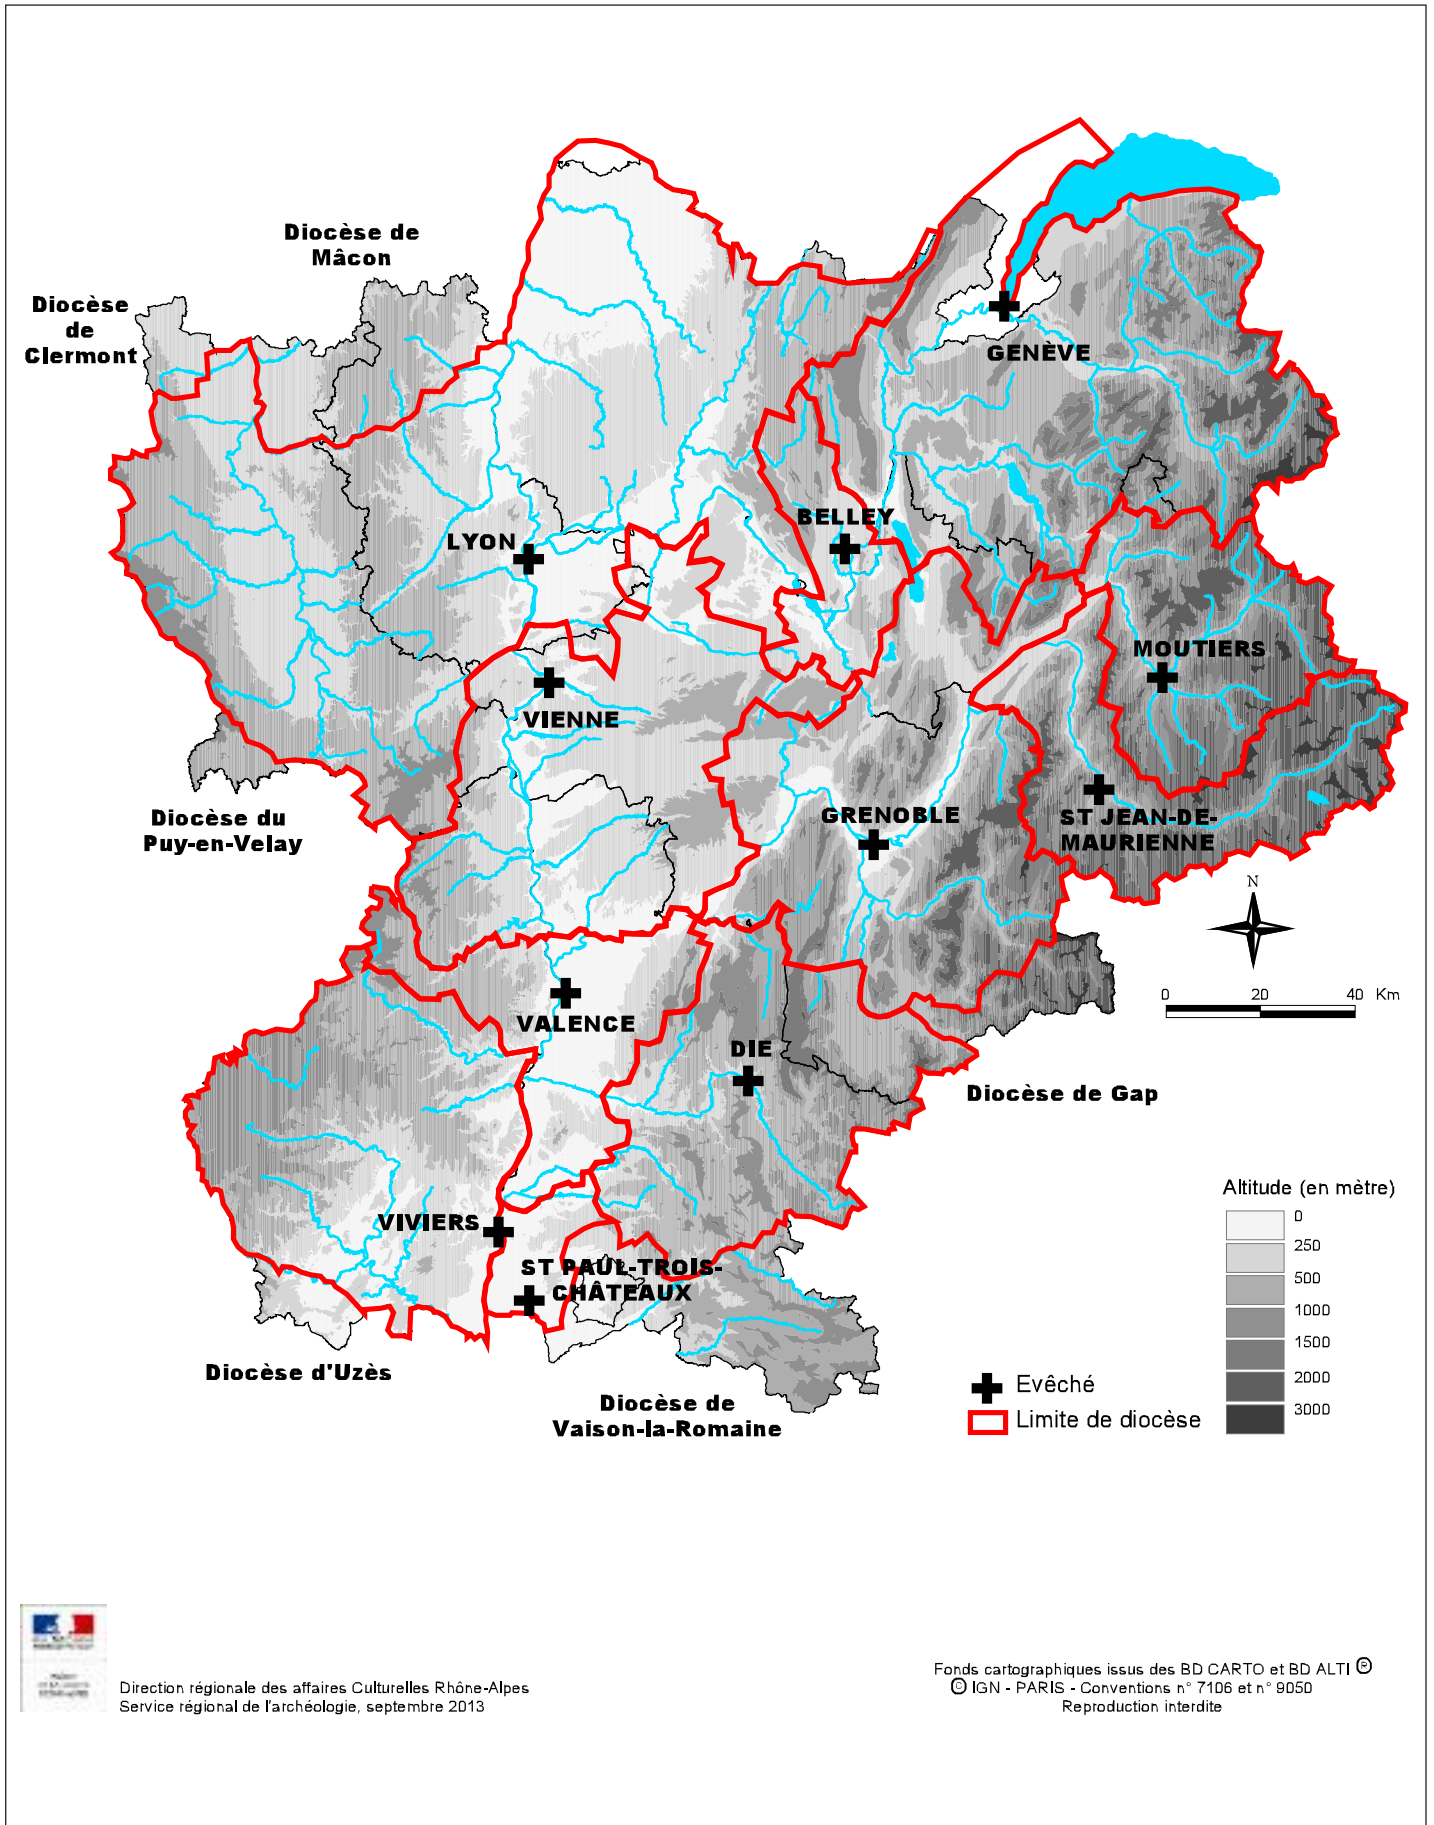 Diocèse de
Mâcon
Diocèse
de
Clermont
GENÈVE
BELLEY
LYON
MOUTIERS
VIENNE
Diocèse du
Puy-en-Velay
GRENOBLE
ST JEAN-DE-
MAURIENNE
N
0 20 40 Km
VALENCE
DIE
Diocèse de Gap
Altitude (en mètre)
0
250
500
1000
1500
2000
3000
VIVIERS
ST PAUL-TROIS-
CHÂTEAUX
Diocèse d'Uzès
Diocèse de
Vaison-la-Romaine
Evêché
Limite de diocèse
Direction régionale des affaires Culturelles Rhône-Alpes
Service régional de l'archéologie, septembre 2013
Fonds cartographiques issus des BD CARTO et BD ALTI ®
© IGN - PARIS - Conventions n° 7106 et n° 9050
Reproduction interdite